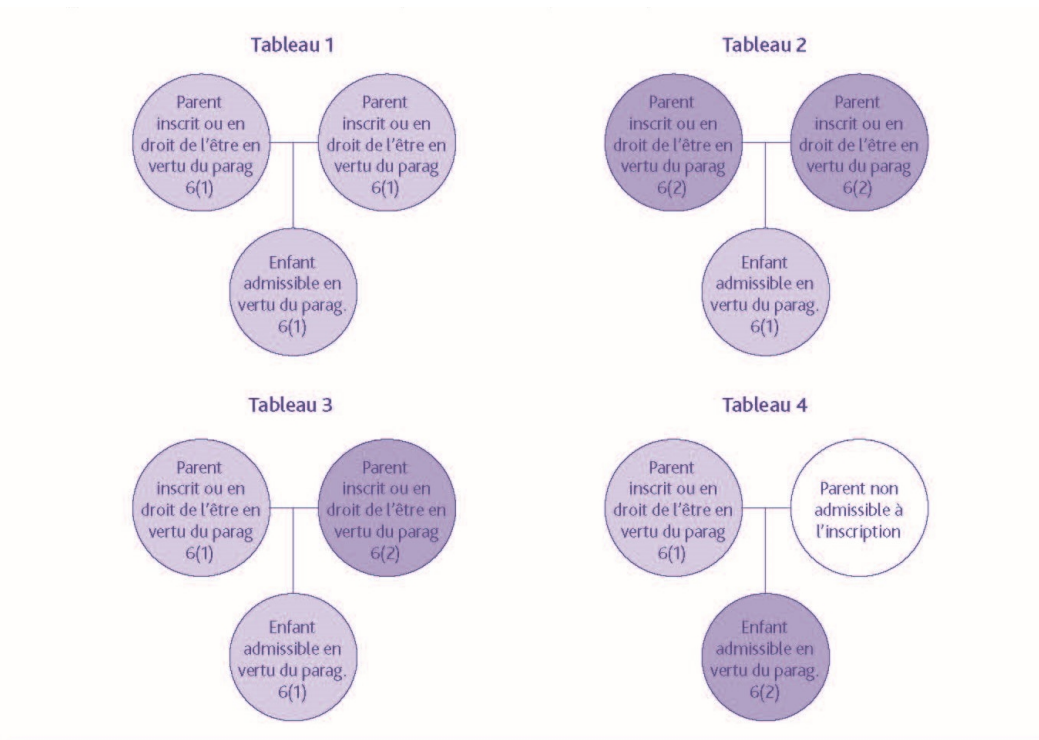 Tableau 1
Parent
inscrit ou en
droit de l'être en
vertu du parag
6(1)
Parent
inscrit ou en
droit de l'être en
vertu du parag
6(1)
Enfant
admissible en
vertu du parag.
6(1)
Tableau 2
Parent
inscrit ou en
droit de l'être en
vertu du parag
6(2)
Parent
inscrit ou en
droit de l'être en
vertu du parag
6(2)
Enfant
admissible en
vertu du parag.
6(1)
Tableau 3
Parent
inscrit ou en
droit de l'être en
vertu du parag
6(1)
Parent
inscrit ou en
droit de l'être en
vertu du parag
6(2)
Enfant
admissible en
vertu du parag.
6(1)
Tableau 4
Parent
inscrit ou en
droit de l'être en
vertu du parag
6(1)
Parent non
admissible à
l'inscription
Enfant
admissible en
vertu du parag.
6(2)